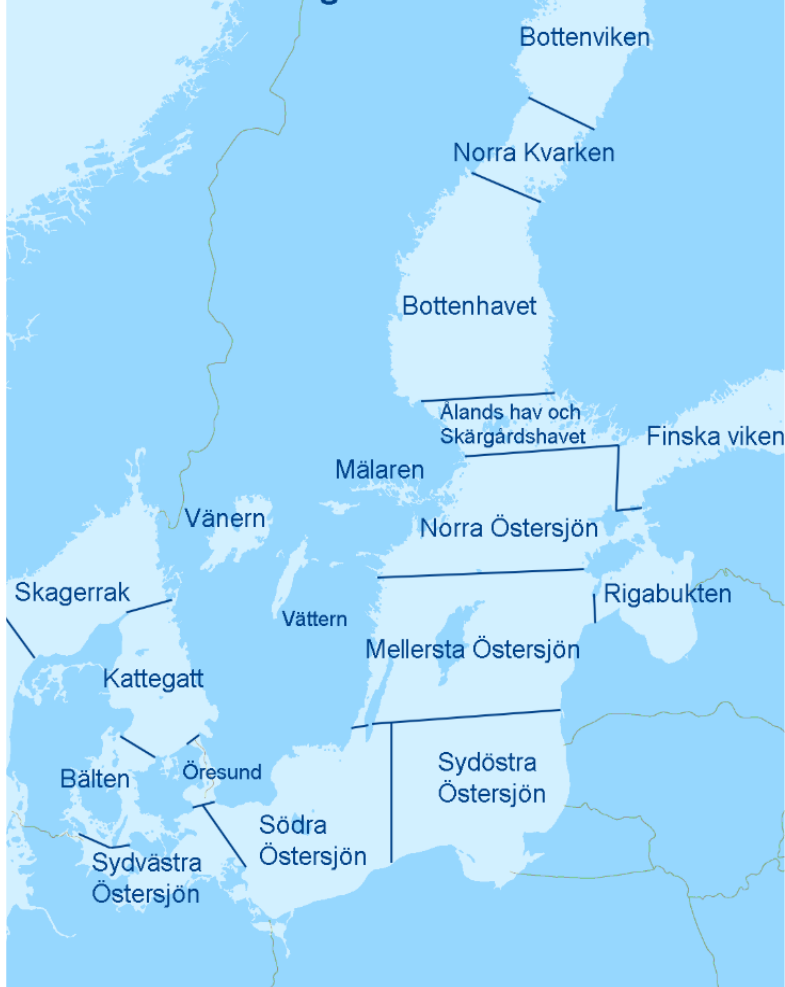 Bottenviken
Norra Kvarken
Bottenhavet
Ålands hav och
Skärgårdshavet
Finska viken
Mälaren
Vänern
Norra Östersjön
Skagerrak
Rigabukten
Vättern
Mellersta Östersjön
Kattegatt
Öresund
Bälten
Sydöstra
Östersjön
Södra
Östersjön
Sydvästra
Östersjön